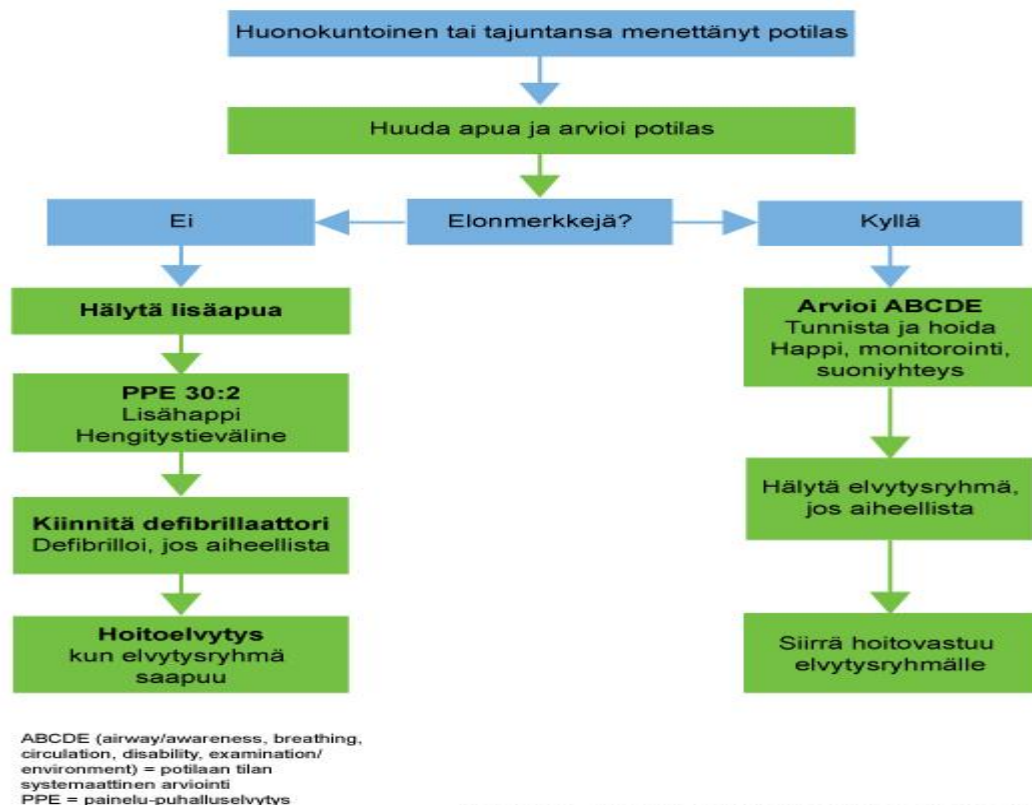 Huonokuntoinen tai tajuntansa menettänyt potilas
Huuda apua ja arvioi potilas
Ei
Elonmerkkejä?
Kyllä
Hälytä lisäapua
PPE 30:2
Lisähappi
Hengitystieväline
Kiinnitä defibrillaattori
Defibrilloi, jos aiheellista
Hoitoelvytys
kun elvytysryhmä
saapuu
Arvioi ABCDE
Tunnista ja hoida
Happi, monitorointi,
suoniyhteys
Hälytä elvytysryhmä,
jos aiheellista
Siirrä hoitovastuu
elvytysryhmälle
ABCDE (airway/awareness, breathing,
circulation, disability, examination/
environment) = potilaan tilan
systemaattinen arviointi
PPE = painelu-puhalluselvytys